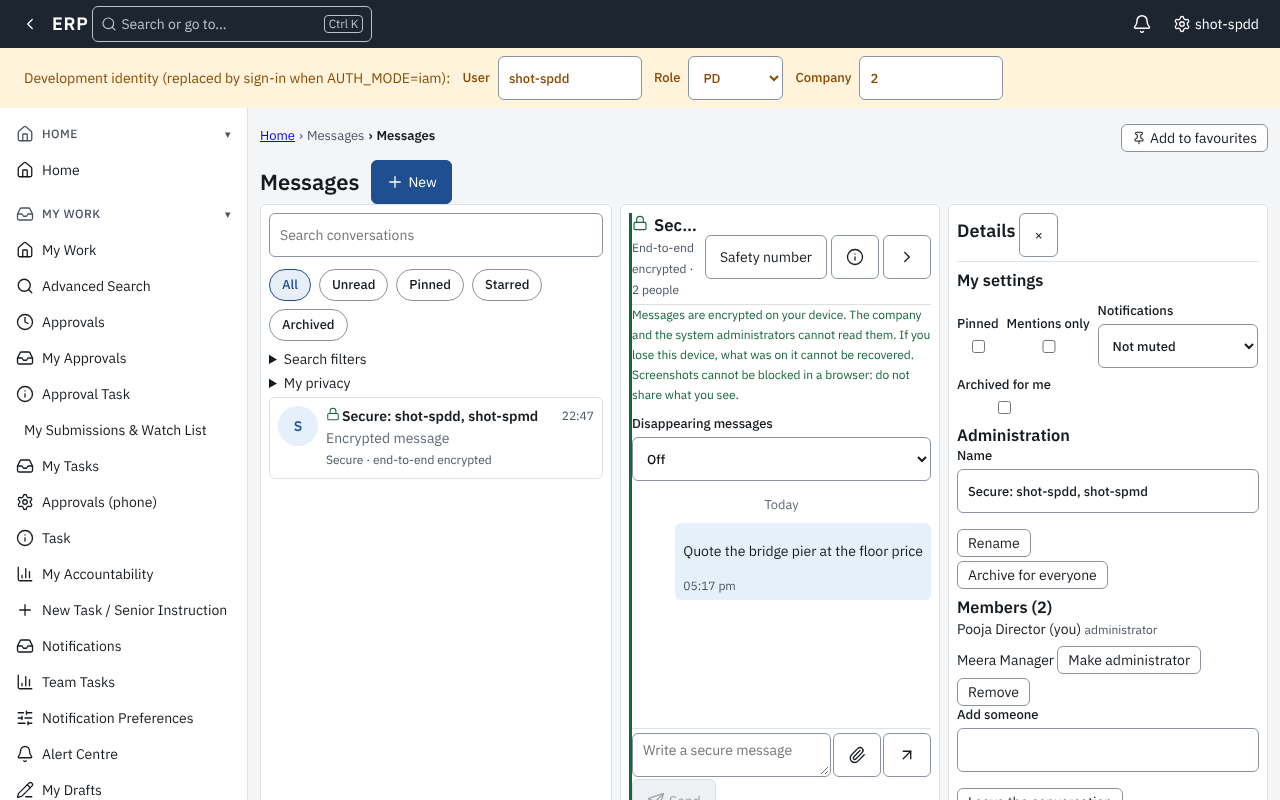 ERP
Search or go to...
Ctrl K
shot-spdd
Development identity (replaced by sign-in when AUTH_MODE=iam):
User
shot-spdd
Role
PD
Company
2
HOME
Home
MY WORK
My Work
Advanced Search
Approvals
My Approvals
Approval Task
My Submissions & Watch List
My Tasks
Approvals (phone)
Task
My Accountability
New Task / Senior Instruction
Notifications
Team Tasks
Notification Preferences
Alert Centre
My Drafts
Home › Messages › Messages
Add to favourites
Messages
New
Search conversations
All
Unread
Pinned
Starred
Archived
Search filters
My privacy
S
Secure: shot-spdd, shot-spmd
22:47
Encrypted message
Secure · end-to-end encrypted
Sec...
End-to-end
encrypted ·
2 people
Safety number
Messages are encrypted on your device. The company
and the system administrators cannot read them. If you
lose this device, what was on it cannot be recovered.
Screenshots cannot be blocked in a browser: do not
share what you see.
Disappearing messages
Off
Today
Quote the bridge pier at the floor price
05:17 pm
Write a secure message
Send
Details
×
My settings
Pinned
Mentions only
Notifications
Not muted
Archived for me
Administration
Name
Secure: shot-spdd, shot-spmd
Rename
Archive for everyone
Members (2)
Pooja Director (you) administrator
Meera Manager
Make administrator
Remove
Add someone
Leave the conversation